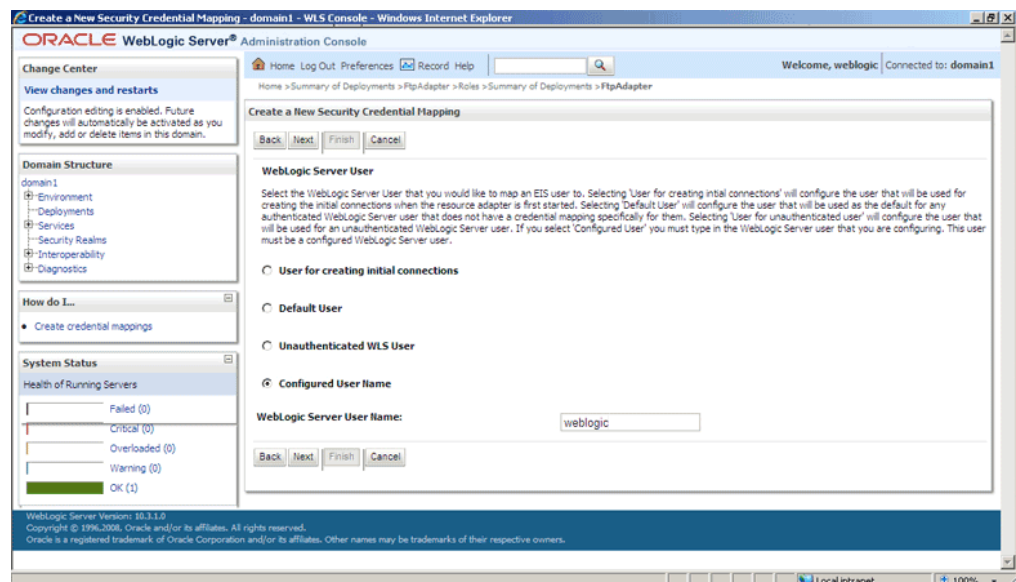 Create a New Security Credential Mapping - domain1 - WLS Console - Windows Internet Explorer
ORACLE WebLogic Server® Administration Console
Change Center
View changes and restarts
Configuration editing is enabled. Future
changes will automatically be activated as you
modify, add or delete items in this domain.
Domain Structure
domain1
Environment
Deployments
Services
Security Realms
Interoperability
Diagnostics
How do I...
Create credential mappings
System Status
Health of Running Servers
Failed (0)
Critical (0)
Overloaded (0)
Warning (0)
OK (1)
Home Log Out Preferences Record Help
Welcome, weblogic Connected to: domain1
Home >Summary of Deployments >FtpAdapter >Roles >Summary of Deployments >FtpAdapter
Create a New Security Credential Mapping
Back Next Finish Cancel
WebLogic Server User
Select the WebLogic Server User that you would like to map an EIS user to. Selecting 'User for creating intial connections' will configure the user that will be used for
creating the initial connections when the resource adapter is first started. Selecting 'Default User' will configure the user that will be used as the default for any
authenticated WebLogic Server user that does not have a credential mapping specifically for them. Selecting 'User for unauthenticated user' will configure the user that
will be used for an unauthenticated WebLogic Server user. If you select 'Configured User' you must type in the WebLogic Server user that you are configuring. This user
must be a configured WebLogic Server user.
User for creating initial connections
Default User
Unauthenticated WLS User
Configured User Name
WebLogic Server User Name: weblogic
Back Next Finish Cancel
WebLogic Server Version: 10.3.1.0
Copyright © 1996,2008, Oracle and/or its affiliates. All rights reserved.
Oracle is a registered trademark of Oracle Corporation and/or its affiliates. Other names may be trademarks of their respective owners.
Local intranet 100%